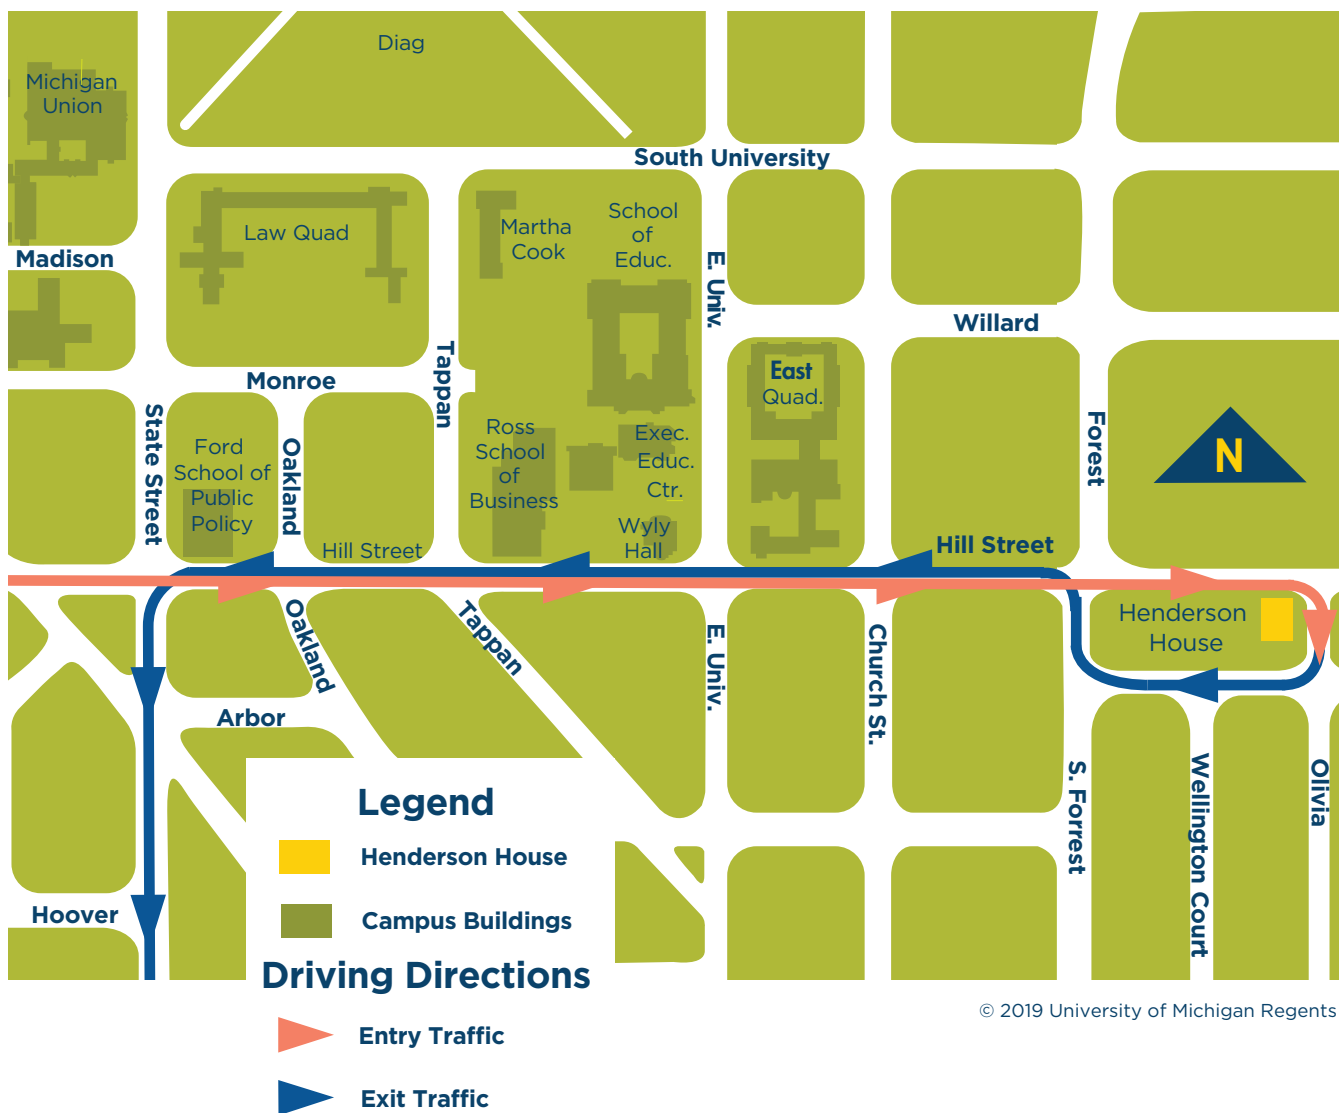 Diag
Michigan
Union
South University
Law Quad
Martha
Cook
School
of
Educ.
Madison
E. Univ.
Willard
Tappan
Monroe
East
Quad.
State Street
Ford
School of
Public
Policy
Oakland
Ross
School
of
Business
Exec.
Educ.
Ctr.
Forest
N
Wyly
Hall
Hill Street
Hill Street
Henderson
House
Oakland
Tappan
E. Univ.
Church St.
Arbor
S. Forrest
Wellington Court
Olivia
Hoover
Legend
Henderson House
Campus Buildings
Driving Directions
Entry Traffic
Exit Traffic
© 2019 University of Michigan Regents